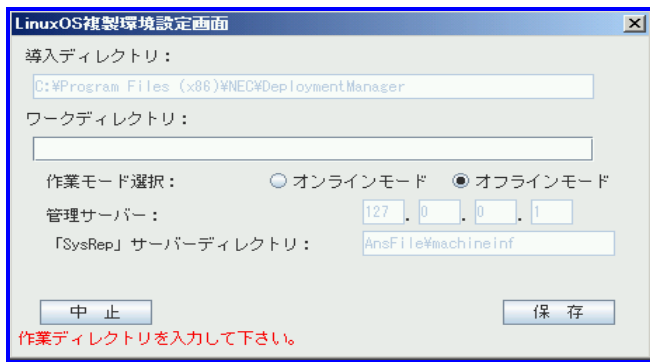 LinuxOS複製環境設定画面
導入ディレクトリ：
C:¥Program Files (x86)¥NEC¥DeploymentManager
ワークディレクトリ：
作業モード選択： オンラインモード オフラインモード
管理サーバー： 127 . 0 . 0 . 1
「SysRep」サーバーディレクトリ： AnsFile¥machineinf
中 止 保 存
作業ディレクトリを入力して下さい。